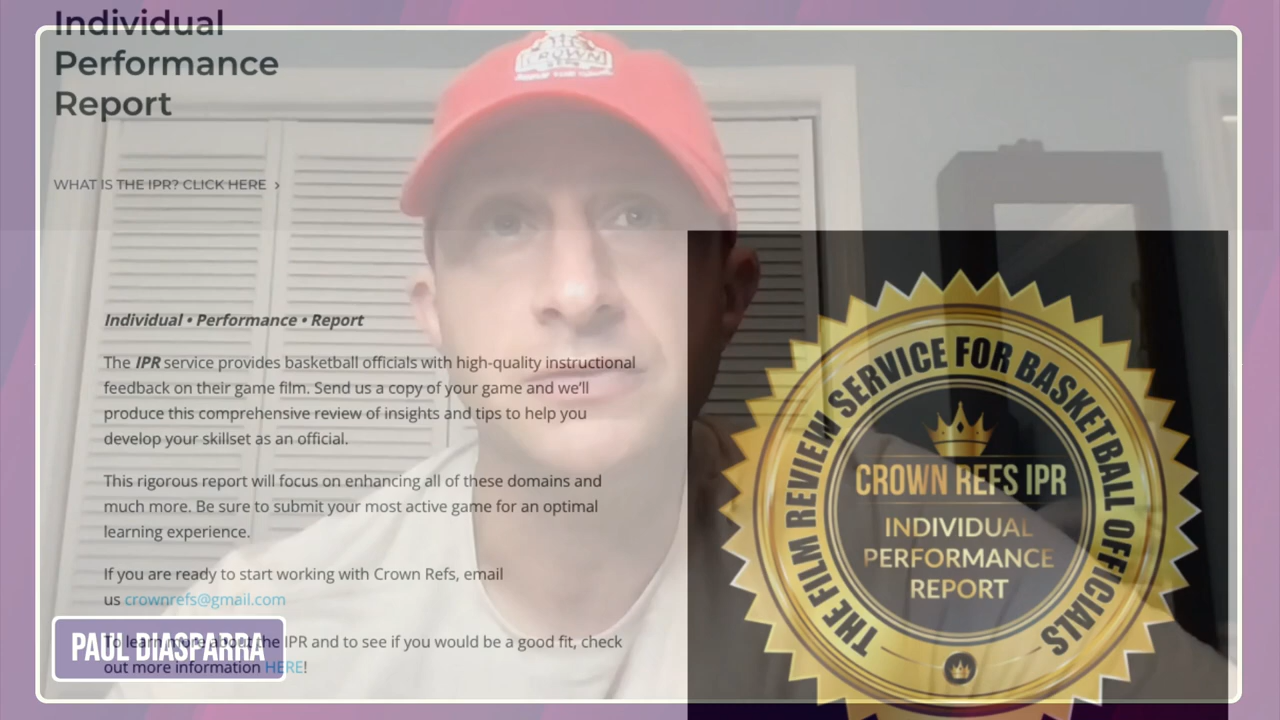 Individual
Performance
Report
CROWN
WHAT IS THE IPR? CLICK HERE ›
Individual • Performance • Report
The IPR service provides basketball officials with high-quality instructional
feedback on their game film. Send us a copy of your game and we'll
produce this comprehensive review of insights and tips to help you
develop your skillset as an official.
This rigorous report will focus on enhancing all of these domains and
much more. Be sure to submit your most active game for an optimal
learning experience.
If you are ready to start working with Crown Refs, email
us crownrefs@gmail.com
To learn more about the IPR and to see if you would be a good fit, check
out more information HERE!
PAUL DIASPARRA
THE FILM REVIEW SERVICE FOR BASKETBALL OFFICIALS
CROWN REFS IPR
INDIVIDUAL
PERFORMANCE
REPORT